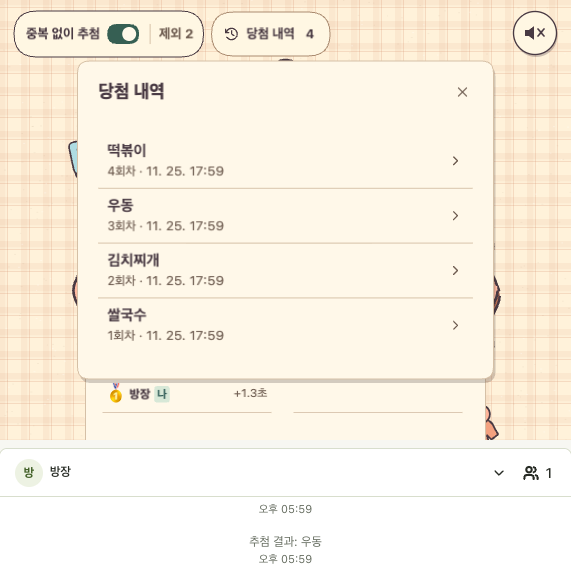 중복 없이 추첨 제외 2 당첨 내역 4
당첨 내역
떡볶이
4회차 · 11. 25. 17:59
우동
3회차 · 11. 25. 17:59
김치찌개
2회차 · 11. 25. 17:59
쌀국수
1회차 · 11. 25. 17:59
방장 나 +1.3초
방 방장 1
오후 05:59
추첨 결과: 우동
오후 05:59